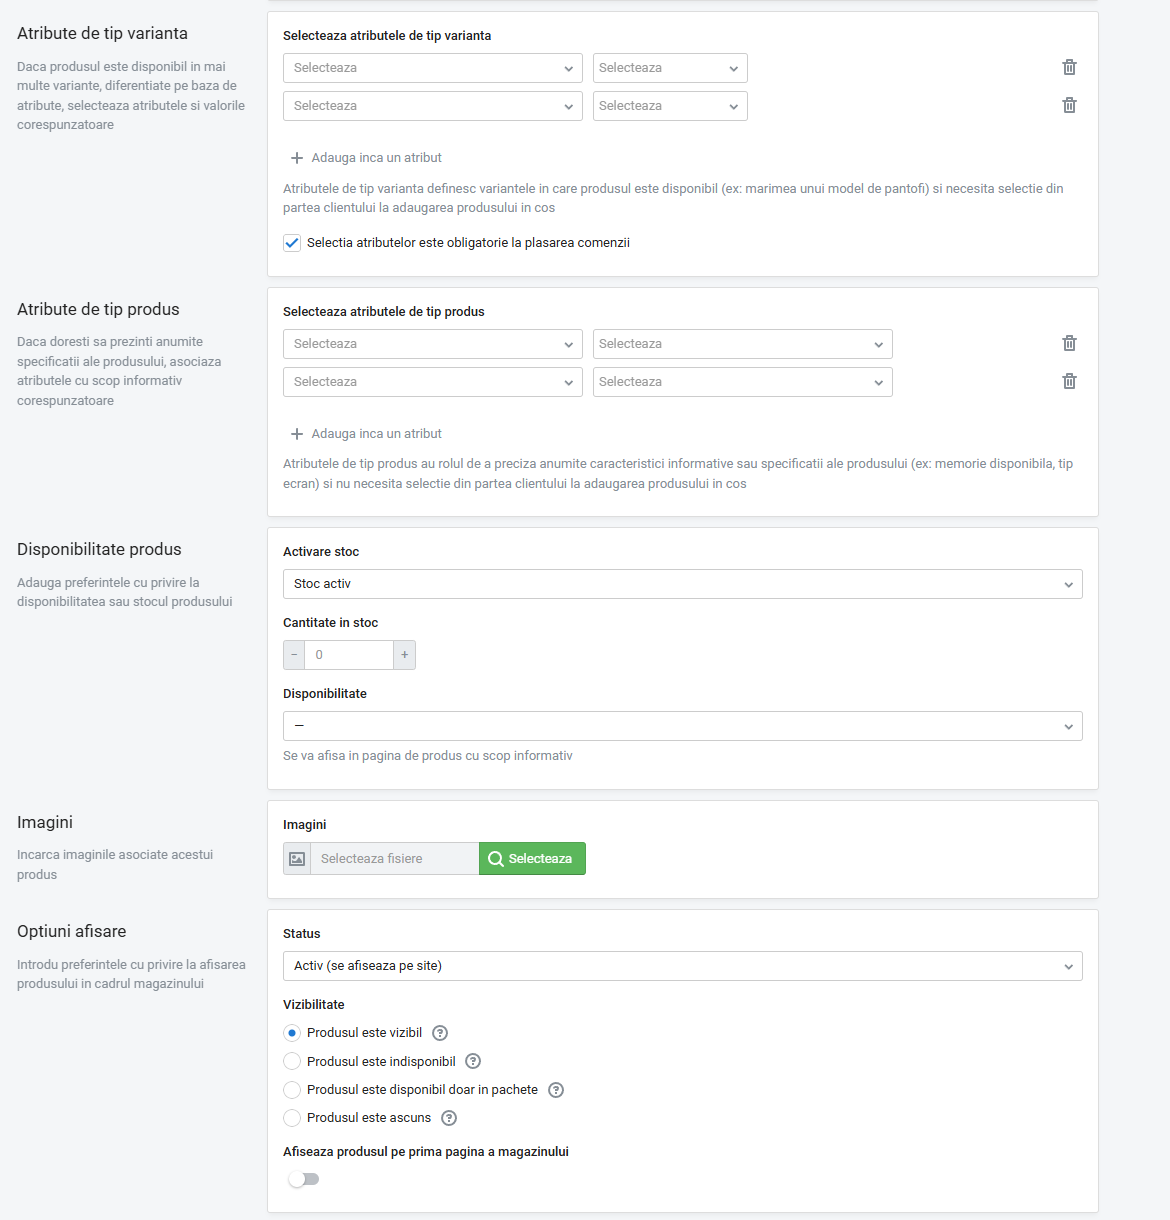 Atribute de tip varianta
Daca produsul este disponibil in mai
multe variante, diferentiate pe baza de
atribute, selecteaza atributele si valorile
corespunzatoare
Selecteaza atributele de tip varianta
Selecteaza Selecteaza
Selecteaza Selecteaza
Adauga inca un atribut
Atributele de tip varianta definesc variantele in care produsul este disponibil (ex: marimea unui model de pantofi) si necesita selectie din
partea clientului la adaugarea produsului in cos
Selectia atributelor este obligatorie la plasarea comenzii
Atribute de tip produs
Daca doresti sa prezinti anumite
specificatii ale produsului, asociaza
atributele cu scop informativ
corespunzatoare
Selecteaza atributele de tip produs
Selecteaza Selecteaza
Selecteaza Selecteaza
Adauga inca un atribut
Atributele de tip produs au rolul de a preciza anumite caracteristici informative sau specificatii ale produsului (ex: memorie disponibila, tip
ecran) si nu necesita selectie din partea clientului la adaugarea produsului in cos
Disponibilitate produs
Adauga preferintele cu privire la
disponibilitatea sau stocul produsului
Activare stoc
Stoc activ
Cantitate in stoc
− 0 +
Disponibilitate
—
Se va afisa in pagina de produs cu scop informativ
Imagini
Incarca imaginile asociate acestui
produs
Imagini
Selecteaza fisiere Selecteaza
Optiuni afisare
Introdu preferintele cu privire la afisarea
produsului in cadrul magazinului
Status
Activ (se afiseaza pe site)
Vizibilitate
Produsul este vizibil ?
Produsul este indisponibil ?
Produsul este disponibil doar in pachete ?
Produsul este ascuns ?
Afiseaza produsul pe prima pagina a magazinului